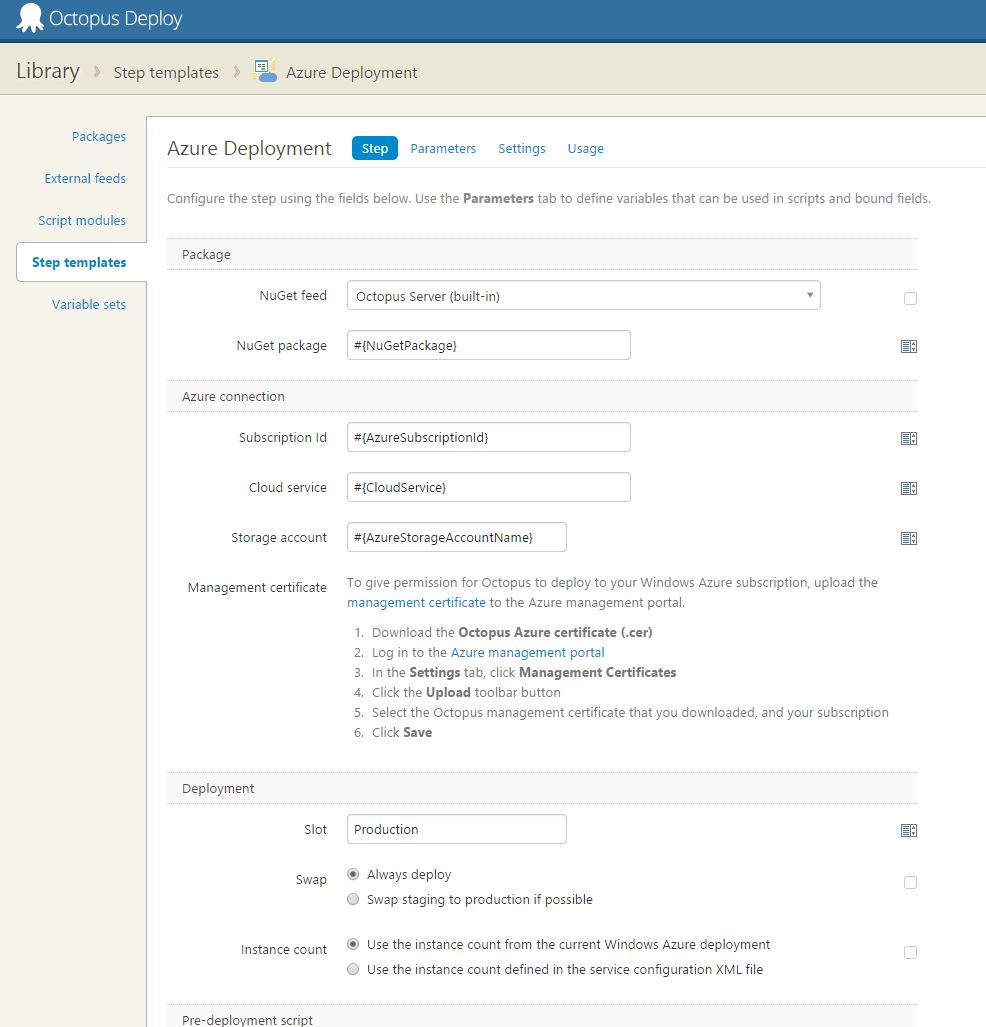 Octopus Deploy
Library › Step templates › Azure Deployment
Packages
External feeds
Script modules
Step templates
Variable sets
Azure Deployment Step Parameters Settings Usage
Configure the step using the fields below. Use the Parameters tab to define variables that can be used in scripts and bound fields.
Package
NuGet feed Octopus Server (built-in)
NuGet package #{NuGetPackage}
Azure connection
Subscription Id #{AzureSubscriptionId}
Cloud service #{CloudService}
Storage account #{AzureStorageAccountName}
Management certificate To give permission for Octopus to deploy to your Windows Azure subscription, upload the
management certificate to the Azure management portal.
1. Download the Octopus Azure certificate (.cer)
2. Log in to the Azure management portal
3. In the Settings tab, click Management Certificates
4. Click the Upload toolbar button
5. Select the Octopus management certificate that you downloaded, and your subscription
6. Click Save
Deployment
Slot Production
Swap Always deploy
Swap staging to production if possible
Instance count Use the instance count from the current Windows Azure deployment
Use the instance count defined in the service configuration XML file
Pre-deployment script